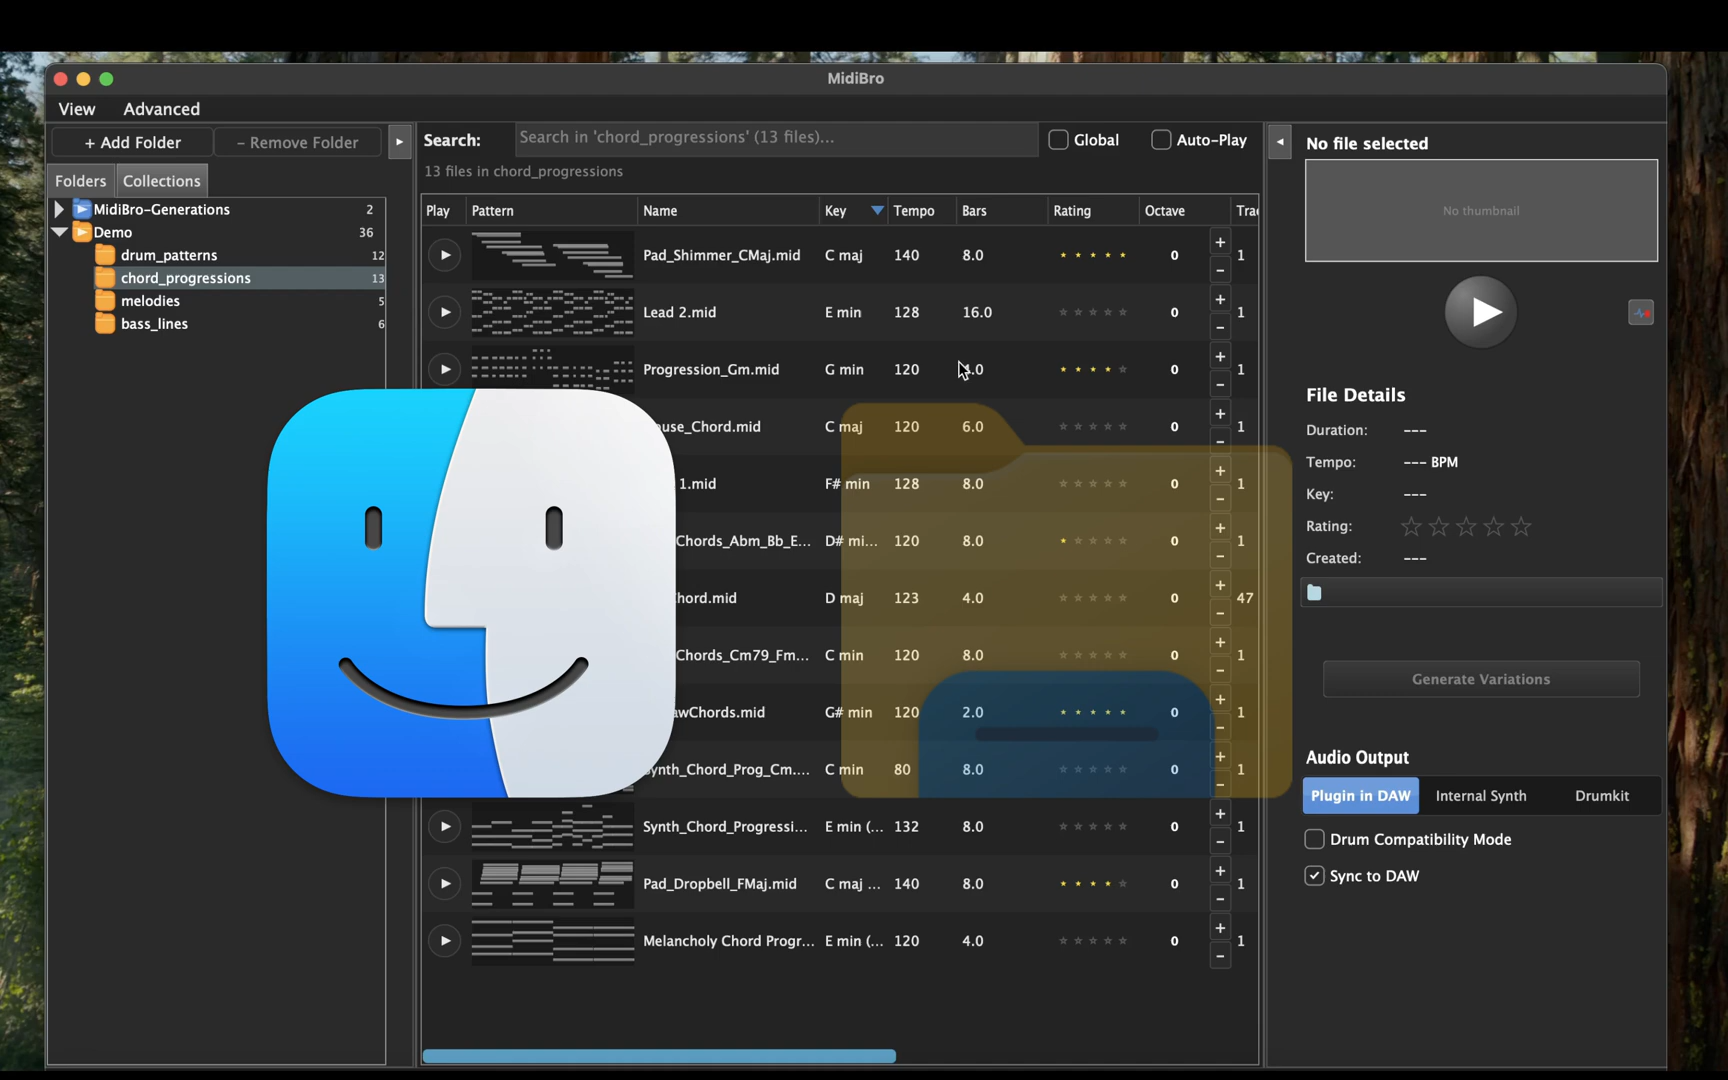 MidiBro
View Advanced
+ Add Folder - Remove Folder
Search: Search in 'chord_progressions' (13 files)... Global Auto-Play
13 files in chord_progressions
Folders Collections
MidiBro-Generations 2
Demo 36
drum_patterns 12
chord_progressions 13
melodies 5
bass_lines 6
Play Pattern Name Key Tempo Bars Rating Octave
Pad_Shimmer_CMaj.mid C maj 140 8.0 0 + - 1
Lead 2.mid E min 128 16.0 0 + - 1
Progression_Gm.mid G min 120 .0 0 + - 1
ouse_Chord.mid C maj 120 6.0 0 + - 1
1.mid F# min 128 8.0 0 + - 1
Chords_Abm_Bb_E... D# mi... 120 8.0 0 + - 1
hord.mid D maj 123 4.0 0 + - 47
Chords_Cm79_Fm... C min 120 8.0 0 + - 1
awChords.mid G# min 120 2.0 0 + - 1
ynth_Chord_Prog_Cm.... C min 80 8.0 0 + - 1
Synth_Chord_Progressi... E min (... 132 8.0 0 + - 1
Pad_Dropbell_FMaj.mid C maj ... 140 8.0 0 + - 1
Melancholy Chord Progr... E min (... 120 4.0 0 + - 1
No file selected
No thumbnail
File Details
Duration: ---
Tempo: --- BPM
Key: ---
Rating:
Created: ---
Generate Variations
Audio Output
Plugin in DAW Internal Synth Drumkit
Drum Compatibility Mode
Sync to DAW